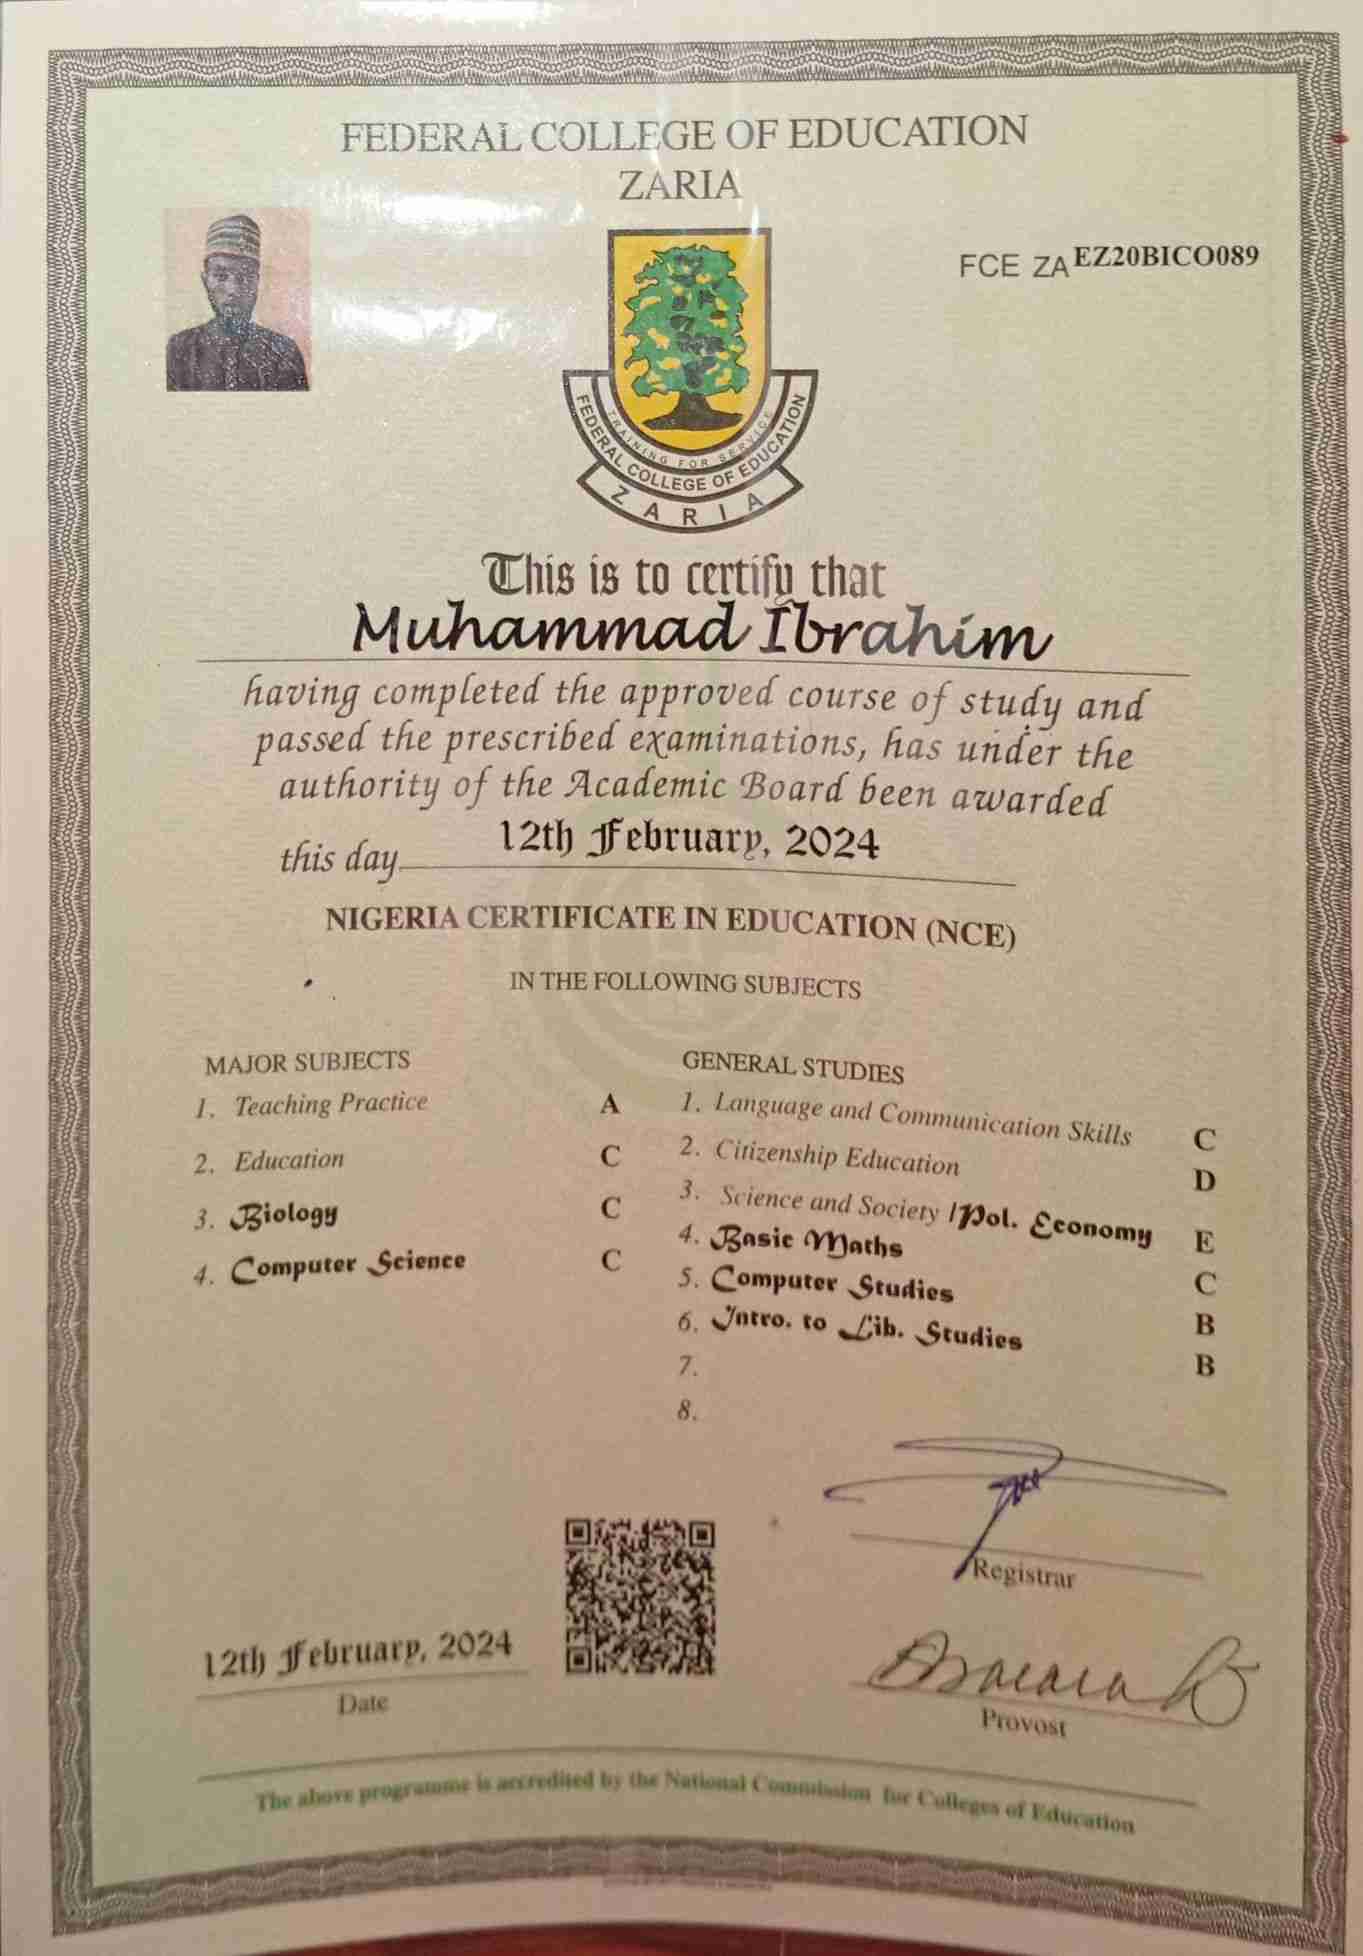 FEDERAL COLLEGE OF EDUCATION
ZARIA
FCE ZA EZ20BICO089
TRAINING FOR SERVICE
FEDERAL COLLEGE OF EDUCATION
ZARIA
This is to certify that
Muhammad Ibrahim
having completed the approved course of study and
passed the prescribed examinations, has under the
authority of the Academic Board been awarded
this day 12th February, 2024
NIGERIA CERTIFICATE IN EDUCATION (NCE)
IN THE FOLLOWING SUBJECTS
MAJOR SUBJECTS
1. Teaching Practice A
2. Education C
3. Biology C
4. Computer Science C
GENERAL STUDIES
1. Language and Communication Skills C
2. Citizenship Education D
3. Science and Society /Pol. Economy E
4. Basic Maths C
5. Computer Studies B
6. Intro. to Lib. Studies B
7.
8.
Registrar
12th February, 2024
Date
Provost
The above programme is accredited by the National Commission for Colleges of Education